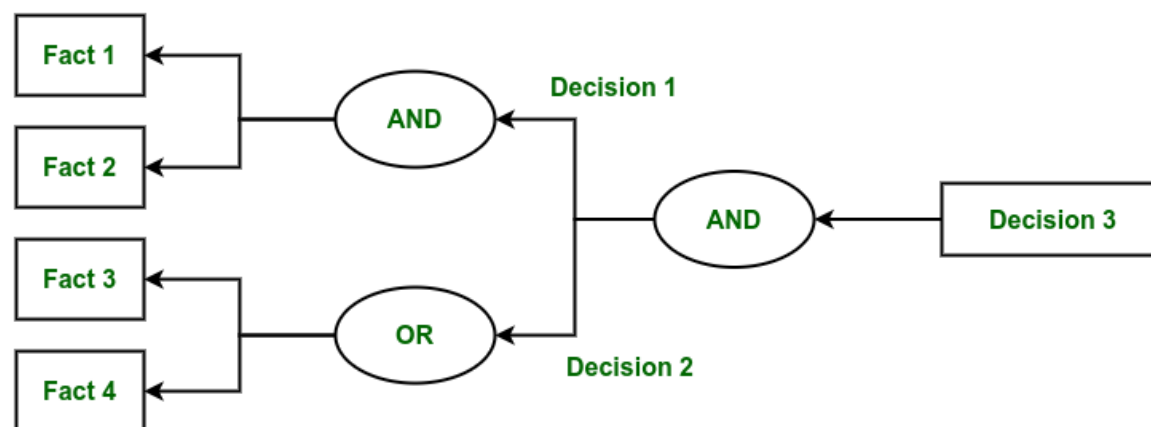 Fact 1
Fact 2
Fact 3
Fact 4
AND
OR
Decision 1
Decision 2
AND
Decision 3